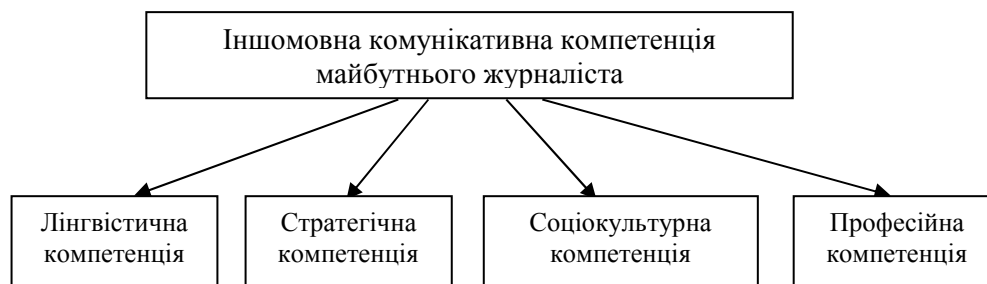 Іншомовна комунікативна компетенція
майбутнього журналіста
Лінгвістична
компетенція
Стратегічна
компетенція
Соціокультурна
компетенція
Професійна
компетенція